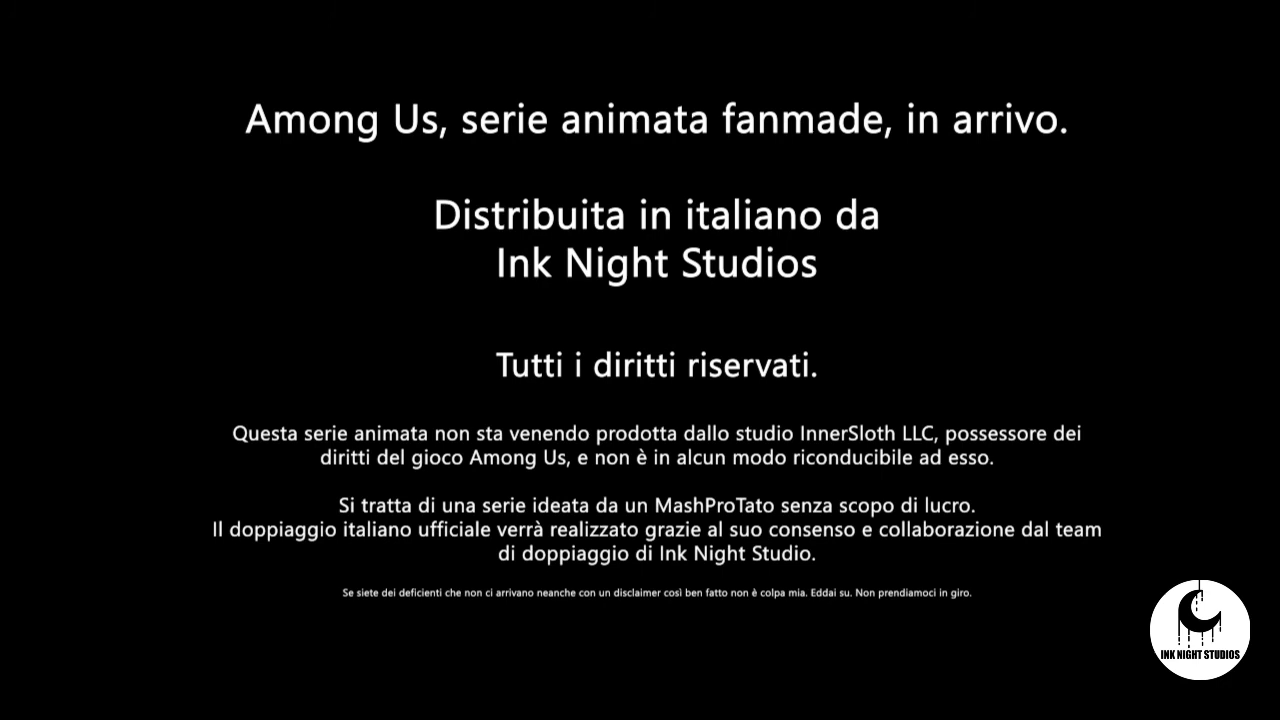 Among Us, serie animata fanmade, in arrivo.
Distribuita in italiano da
Ink Night Studios
Tutti i diritti riservati.
Questa serie animata non sta venendo prodotta dallo studio InnerSloth LLC, possessore dei
diritti del gioco Among Us, e non è in alcun modo riconducibile ad esso.
Si tratta di una serie ideata da un MashProTato senza scopo di lucro.
Il doppiaggio italiano ufficiale verrà realizzato grazie al suo consenso e collaborazione dal team
di doppiaggio di Ink Night Studio.
Se siete dei deficienti che non ci arrivano neanche con un disclaimer così ben fatto non è colpa mia. Eddai su. Non prendiamoci in giro.
INK NIGHT STUDIOS